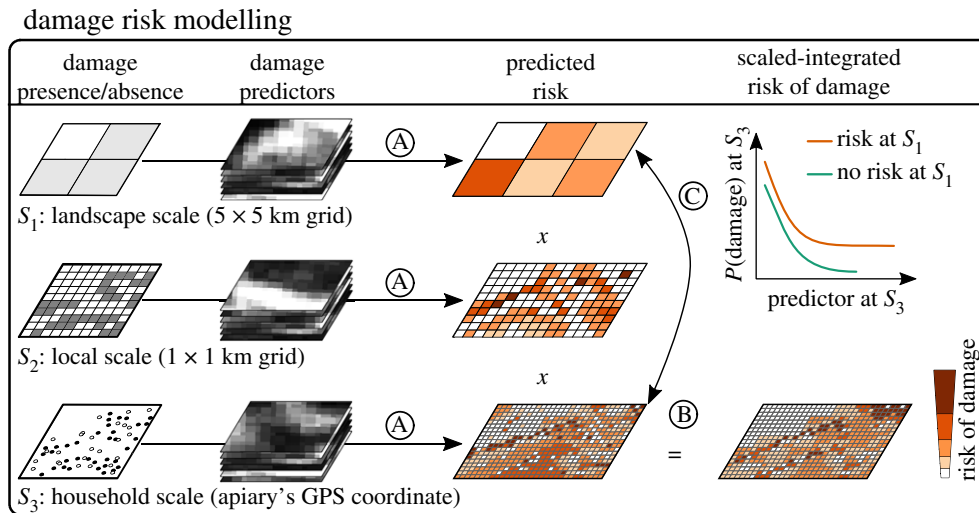 damage risk modelling
damage
presence/absence
damage
predictors
predicted
risk
scaled-integrated
risk of damage
A
S1: landscape scale (5 × 5 km grid)
C
P(damage) at S3
risk at S1
no risk at S1
predictor at S3
x
A
S2: local scale (1 × 1 km grid)
x
A
B
=
S3: household scale (apiary's GPS coordinate)
risk of damage